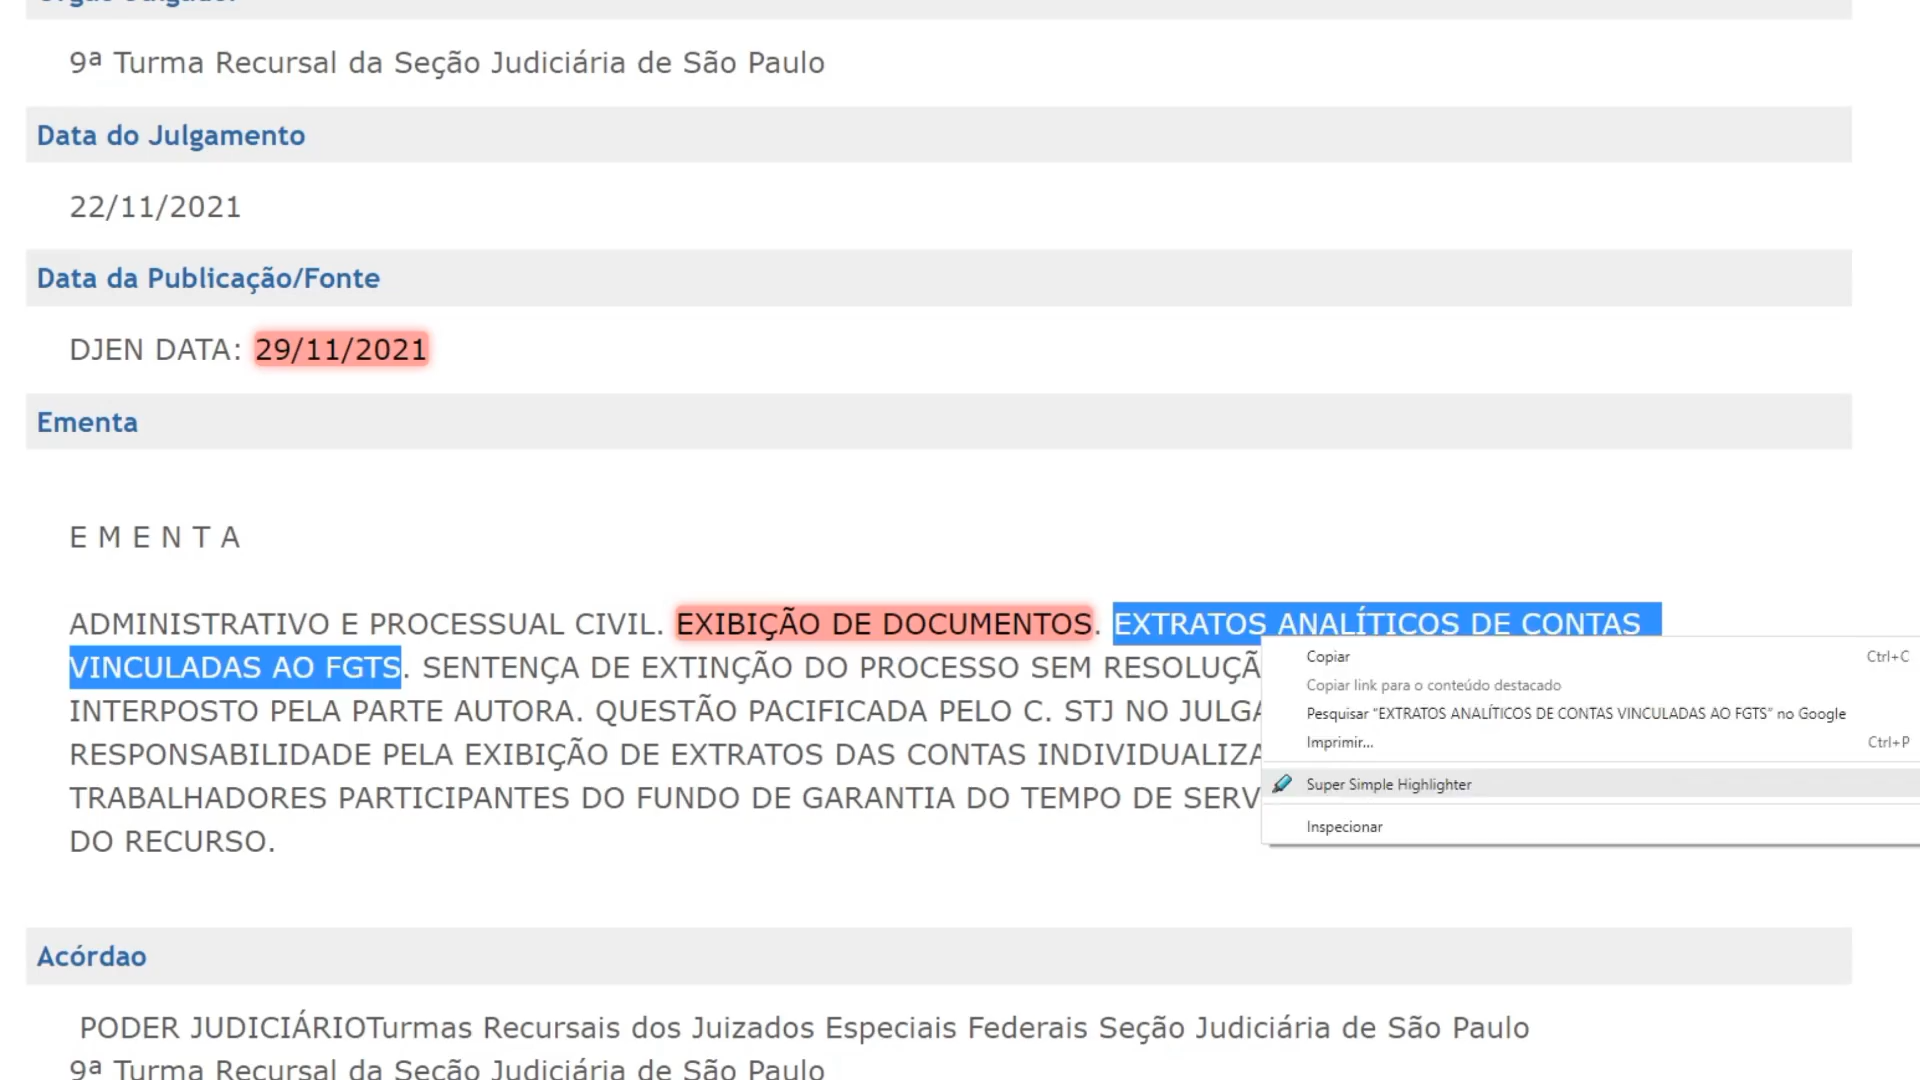 9ª Turma Recursal da Seção Judiciária de São Paulo
Data do Julgamento
22/11/2021
Data da Publicação/Fonte
DJEN DATA: 29/11/2021
Ementa
E M E N T A
ADMINISTRATIVO E PROCESSUAL CIVIL. EXIBIÇÃO DE DOCUMENTOS. EXTRATOS ANALÍTICOS DE CONTAS
VINCULADAS AO FGTS. SENTENÇA DE EXTINÇÃO DO PROCESSO SEM
INTERPOSTO PELA PARTE AUTORA. QUESTÃO PACIFICADA PELO C. STJ NO
RESPONSABILIDADE PELA EXIBIÇÃO DE EXTRATOS DAS CONTAS
TRABALHADORES PARTICIPANTES DO FUNDO DE GARANTIA DO TEMPO DE
DO RECURSO.
Copiar Ctrl+C
Copiar link para o conteúdo destacado
Pesquisar “EXTRATOS ANALÍTICOS DE CONTAS VINCULADAS AO FGTS” no Google
Imprimir... Ctrl+P
Super Simple Highlighter
Inspecionar
Acórdao
PODER JUDICIÁRIOTurmas Recursais dos Juizados Especiais Federais Seção Judiciária de São Paulo
9ª Turma Recursal da Seção Judiciária de São Paulo